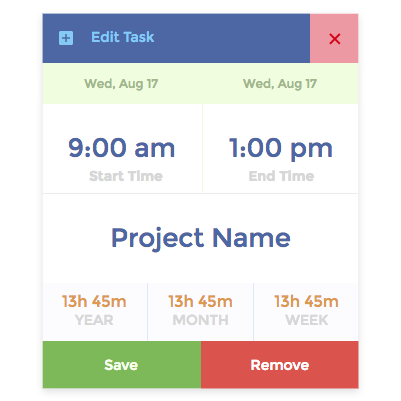 Edit Task
Wed, Aug 17 Wed, Aug 17
9:00 am 1:00 pm
Start Time End Time
Project Name
13h 45m 13h 45m 13h 45m
YEAR MONTH WEEK
Save Remove